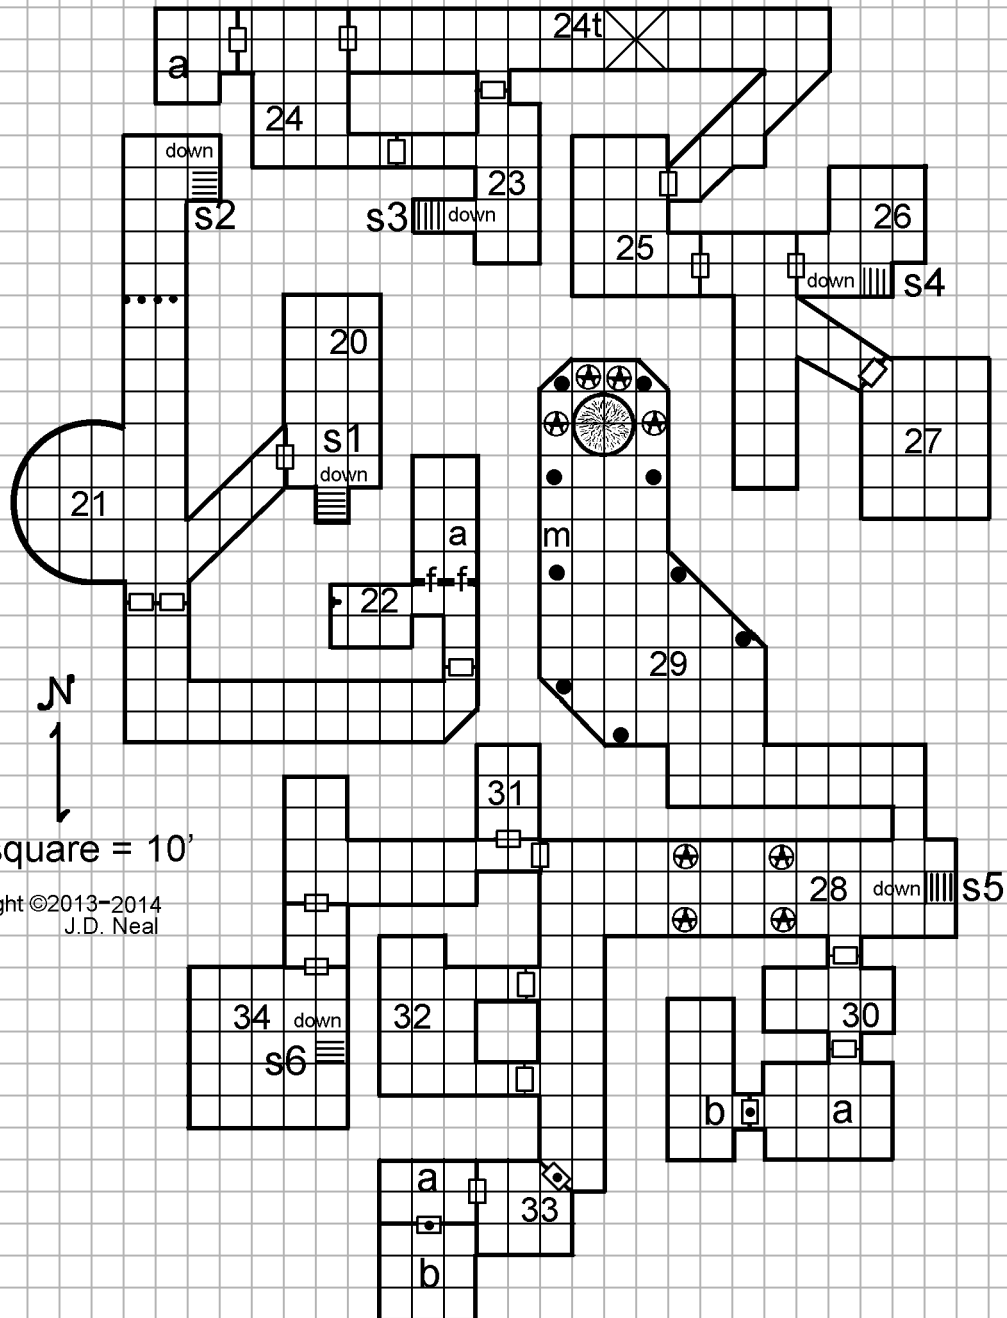 24t
a
24
down
s2
23
s3
down
26
25
down
s4
20
27
s1
down
21
a
m
f
f
22
29
N
31
square = 10’
28
down
s5
©2013-2014
J.D. Neal
34
down
32
30
s6
b
a
a
33
b